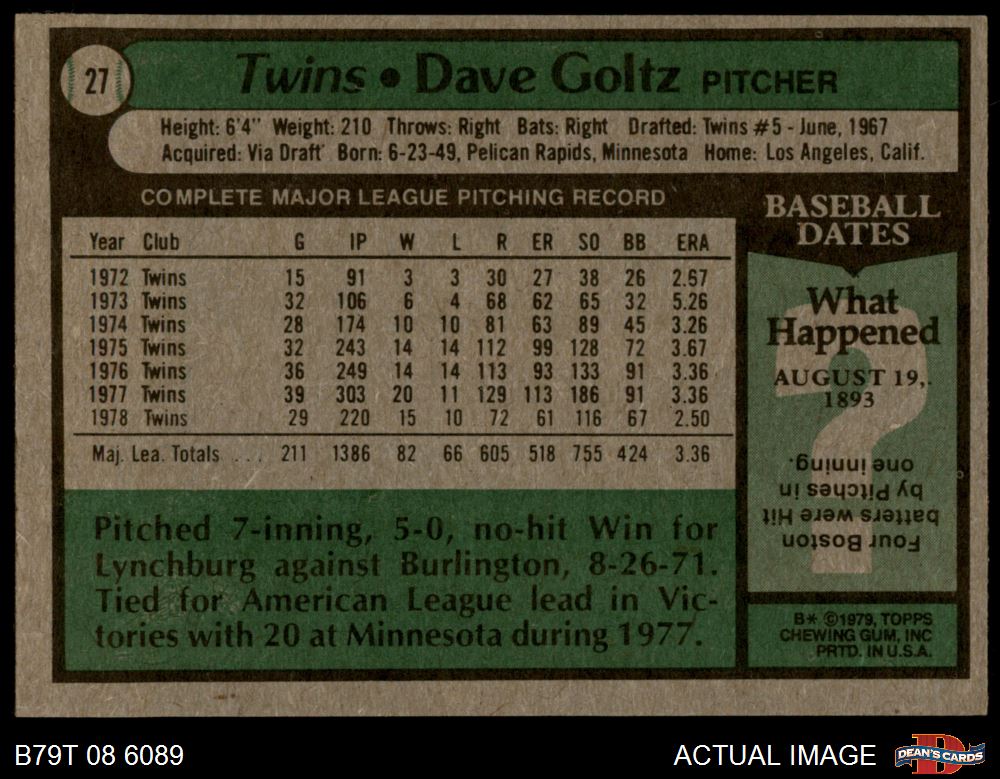 27
Twins • Dave Goltz PITCHER
Height: 6'4" Weight: 210 Throws: Right Bats: Right Drafted: Twins #5 - June, 1967
Acquired: Via Draft Born: 6-23-49, Pelican Rapids, Minnesota Home: Los Angeles, Calif.
COMPLETE MAJOR LEAGUE PITCHING RECORD
Year Club G IP W L R ER SO BB ERA
1972 Twins 15 91 3 3 30 27 38 26 2.67
1973 Twins 32 106 6 4 68 62 65 32 5.26
1974 Twins 28 174 10 10 81 63 89 45 3.26
1975 Twins 32 243 14 14 112 99 128 72 3.67
1976 Twins 36 249 14 14 113 93 133 91 3.36
1977 Twins 39 303 20 11 129 113 186 91 3.36
1978 Twins 29 220 15 10 72 61 116 67 2.50
Maj. Lea. Totals . . . 211 1386 82 66 605 518 755 424 3.36
Pitched 7-inning, 5-0, no-hit Win for
Lynchburg against Burlington, 8-26-71.
Tied for American League lead in Vic-
tories with 20 at Minnesota during 1977.
BASEBALL
DATES
What
Happened
AUGUST 19,
1893
?
Four Boston
batters were Hit
by Pitches in
one inning.
B* ©1979, TOPPS
CHEWING GUM, INC
PRTD. IN U.S.A.
B79T 08 6089
ACTUAL IMAGE
DEAN'S CARDS